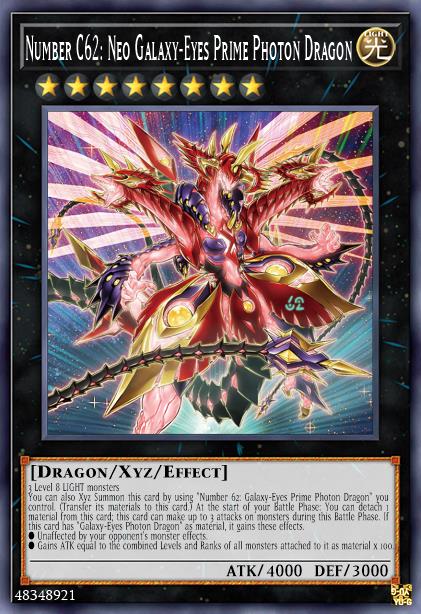 Number C62: Neo Galaxy-Eyes Prime Photon Dragon
LIGHT
光
62
[Dragon/Xyz/Effect]
3 Level 8 LIGHT monsters
You can also Xyz Summon this card by using "Number 62: Galaxy-Eyes Prime Photon Dragon" you
control. (Transfer its materials to this card.) At the start of your Battle Phase: You can detach 1
material from this card; this card can make up to 3 attacks on monsters during this Battle Phase. If
this card has "Galaxy-Eyes Photon Dragon" as material, it gains these effects.
● Unaffected by your opponent's monster effects.
● Gains ATK equal to the combined Levels and Ranks of all monsters attached to it as material x 100.
ATK/4000 DEF/3000
48348921